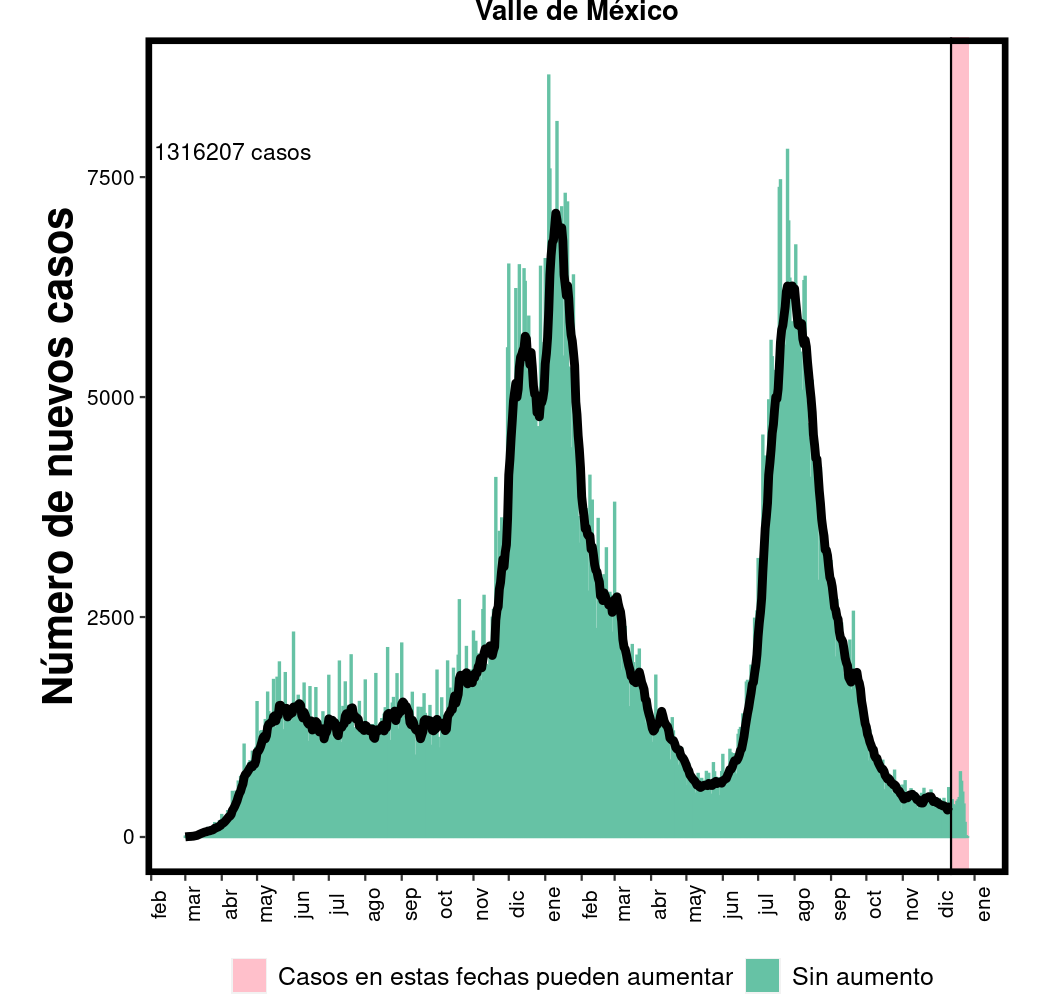 Valle de México
1316207 casos
Número de nuevos casos
7500
5000
2500
0
feb mar abr may jun jul ago sep oct nov dic ene feb mar abr may jun jul ago sep oct nov dic ene
Casos en estas fechas pueden aumentar Sin aumento